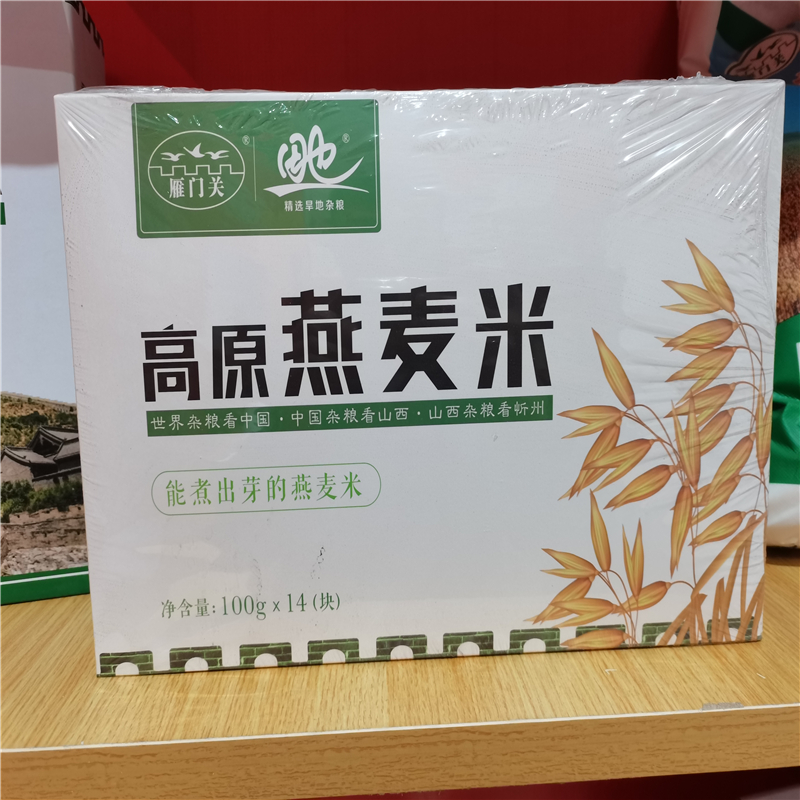 雁门关
®
®
精选旱地杂粮
高原燕麦米
世界杂粮看中国·中国杂粮看山西·山西杂粮看忻州
能煮出芽的燕麦米
净含量:100g×14(块)